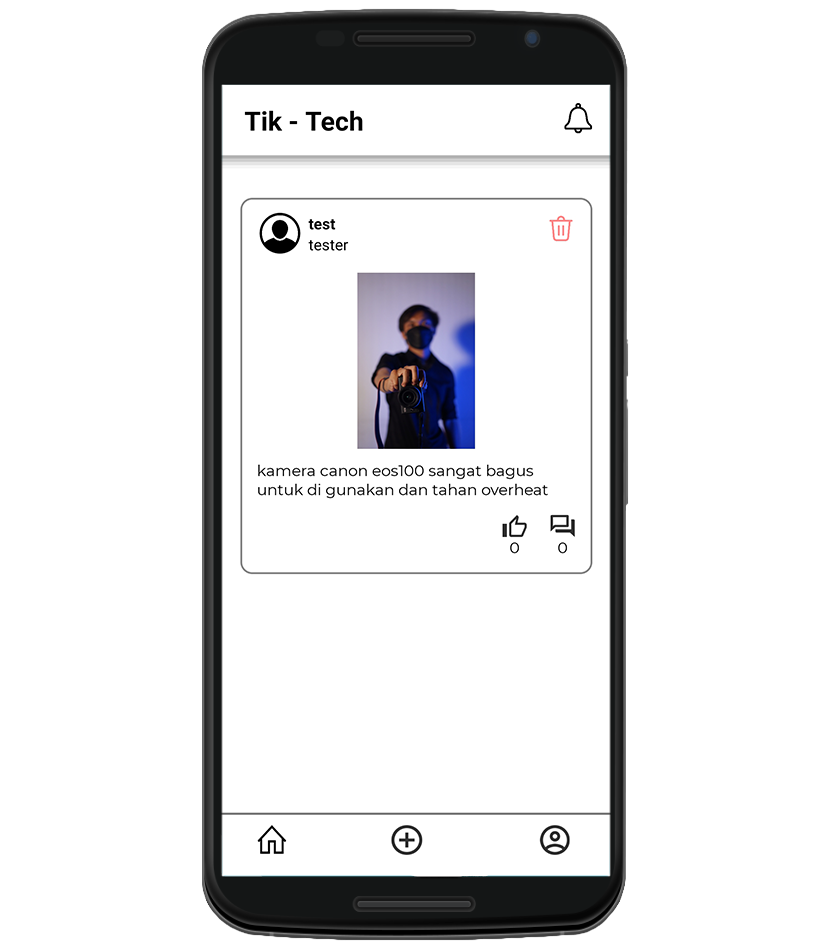 Tik - Tech
test
tester
kamera canon eos100 sangat bagus
untuk di gunakan dan tahan overheat
0 0